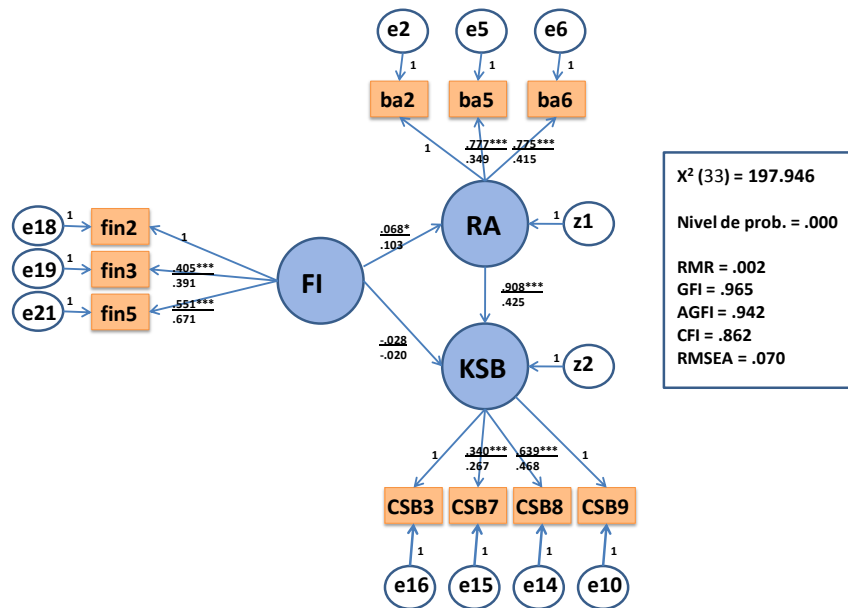 e2 e5 e6
1 1 1
ba2 ba5 ba6
1 .777*** .775***
.349 .415
X² (33) = 197.946
Nivel de prob. = .000
RMR = .002
GFI = .965
AGFI = .942
CFI = .862
RMSEA = .070
e18 1 fin2 1
e19 1 fin3 .405***
.391
e21 1 fin5 .551***
.671
FI
.068*
.103
RA 1 z1
.908***
.425
-.028
-.020
KSB 1 z2
1 .340*** .639*** 1
.267 .468
CSB3 CSB7 CSB8 CSB9
1 1 1 1
e16 e15 e14 e10